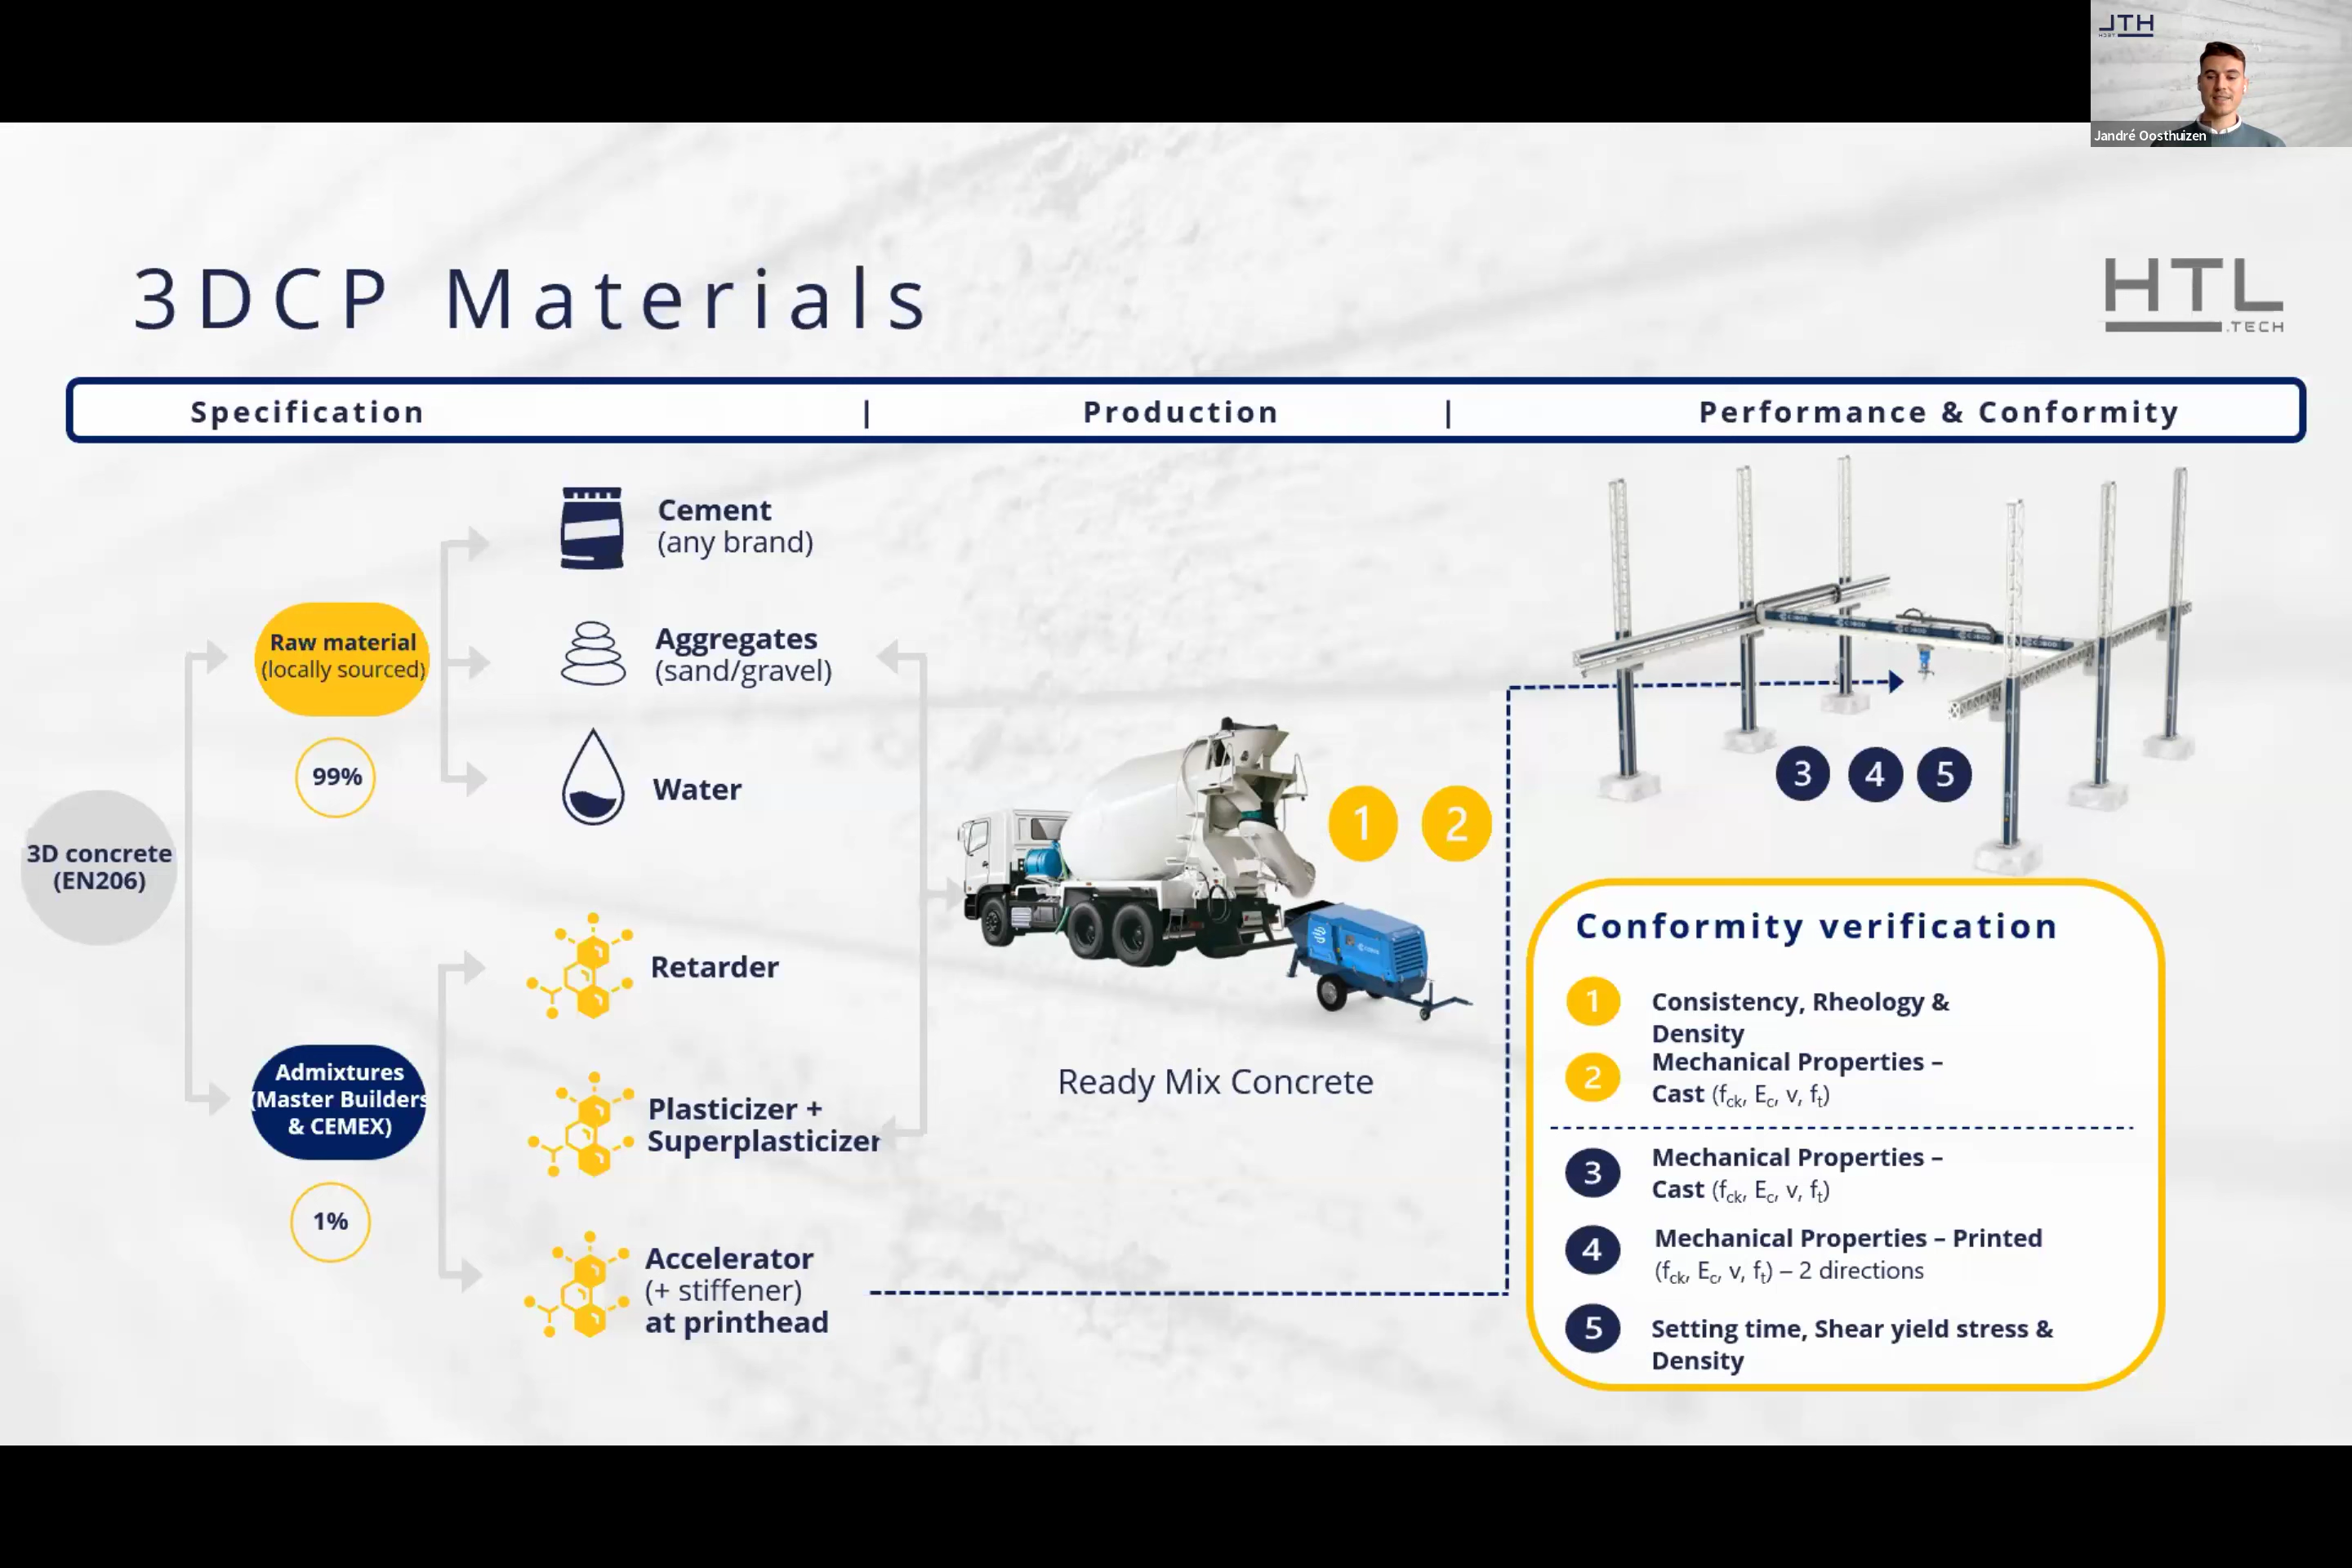 JTH
Jandré Oosthuizen
3DCP Materials
HTL
.TECH
Specification | Production | Performance & Conformity
3D concrete
(EN206)
Raw material
(locally sourced)
99%
Admixtures
(Master Builders
& CEMEX)
1%
Cement
(any brand)
Aggregates
(sand/gravel)
Water
Retarder
Plasticizer +
Superplasticizer
Accelerator
(+ stiffener)
at printhead
1 2
Ready Mix Concrete
3 4 5
Conformity verification
1 Consistency, Rheology &
Density
2 Mechanical Properties –
Cast (fck, Ec, v, ft)
3 Mechanical Properties –
Cast (fck, Ec, v, ft)
4 Mechanical Properties – Printed
(fck, Ec, v, ft) – 2 directions
5 Setting time, Shear yield stress &
Density